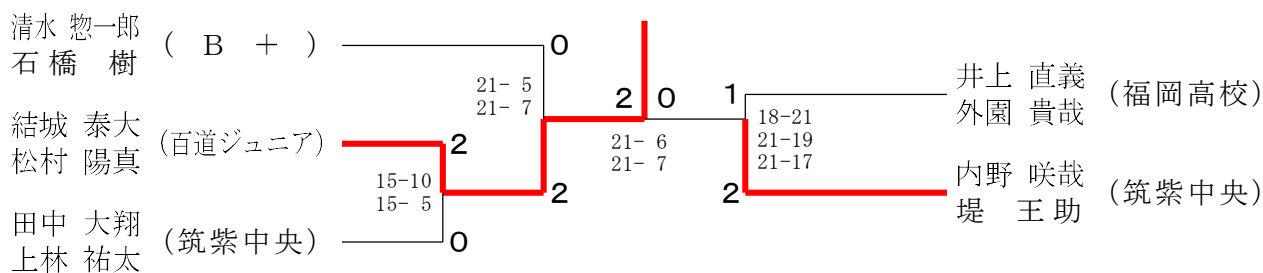 清水 惣一郎
石橋 樹
( B + )
0
21- 5
21- 7
2 0
21- 6
21- 7
結城 泰大
松村 陽真
(百道ジュニア)
2
15-10
15- 5
2
田中 大翔
上林 祐太
(筑紫中央)
0
井上 直義
外園 貴哉
(福岡高校)
1
18-21
21-19
21-17
2
内野 咲哉
堤 王助
(筑紫中央)